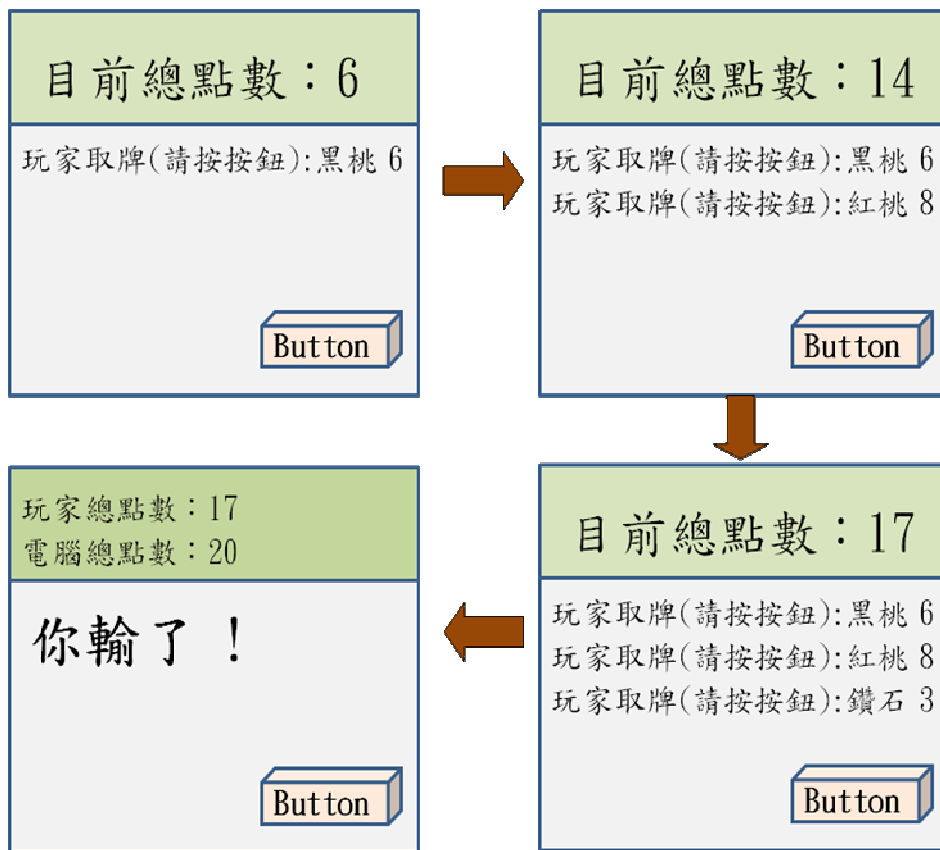 目前總點數：6
玩家取牌(請按按鈕):黑桃 6
Button
目前總點數：14
玩家取牌(請按按鈕):黑桃 6
玩家取牌(請按按鈕):紅桃 8
Button
目前總點數：17
玩家取牌(請按按鈕):黑桃 6
玩家取牌(請按按鈕):紅桃 8
玩家取牌(請按按鈕):鑽石 3
Button
玩家總點數：17
電腦總點數：20
你輸了 ！
Button